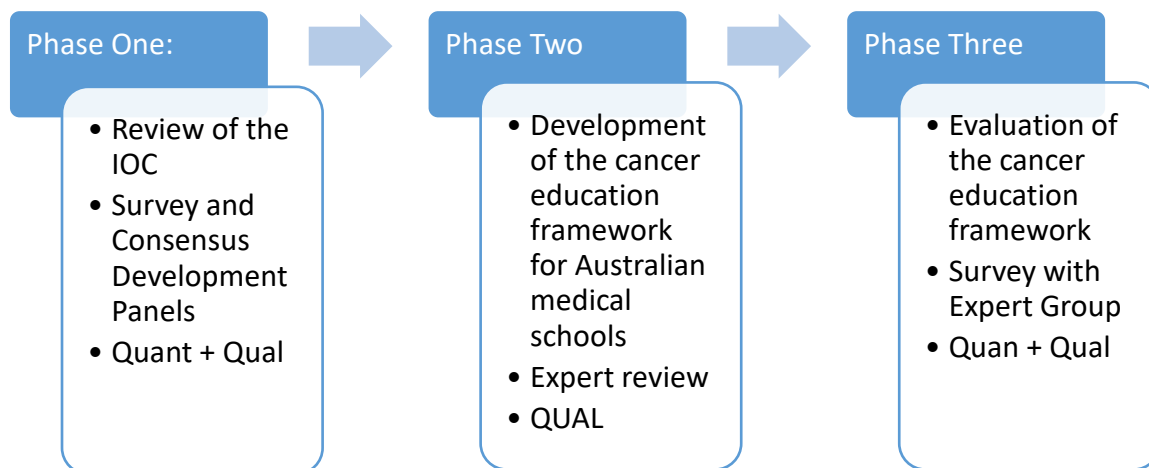 Phase One:
• Review of the
IOC
• Survey and
Consensus
Development
Panels
• Quant + Qual
Phase Two
• Development
of the cancer
education
framework
for Australian
medical
schools
• Expert review
• QUAL
Phase Three
• Evaluation of
the cancer
education
framework
• Survey with
Expert Group
• Quan + Qual